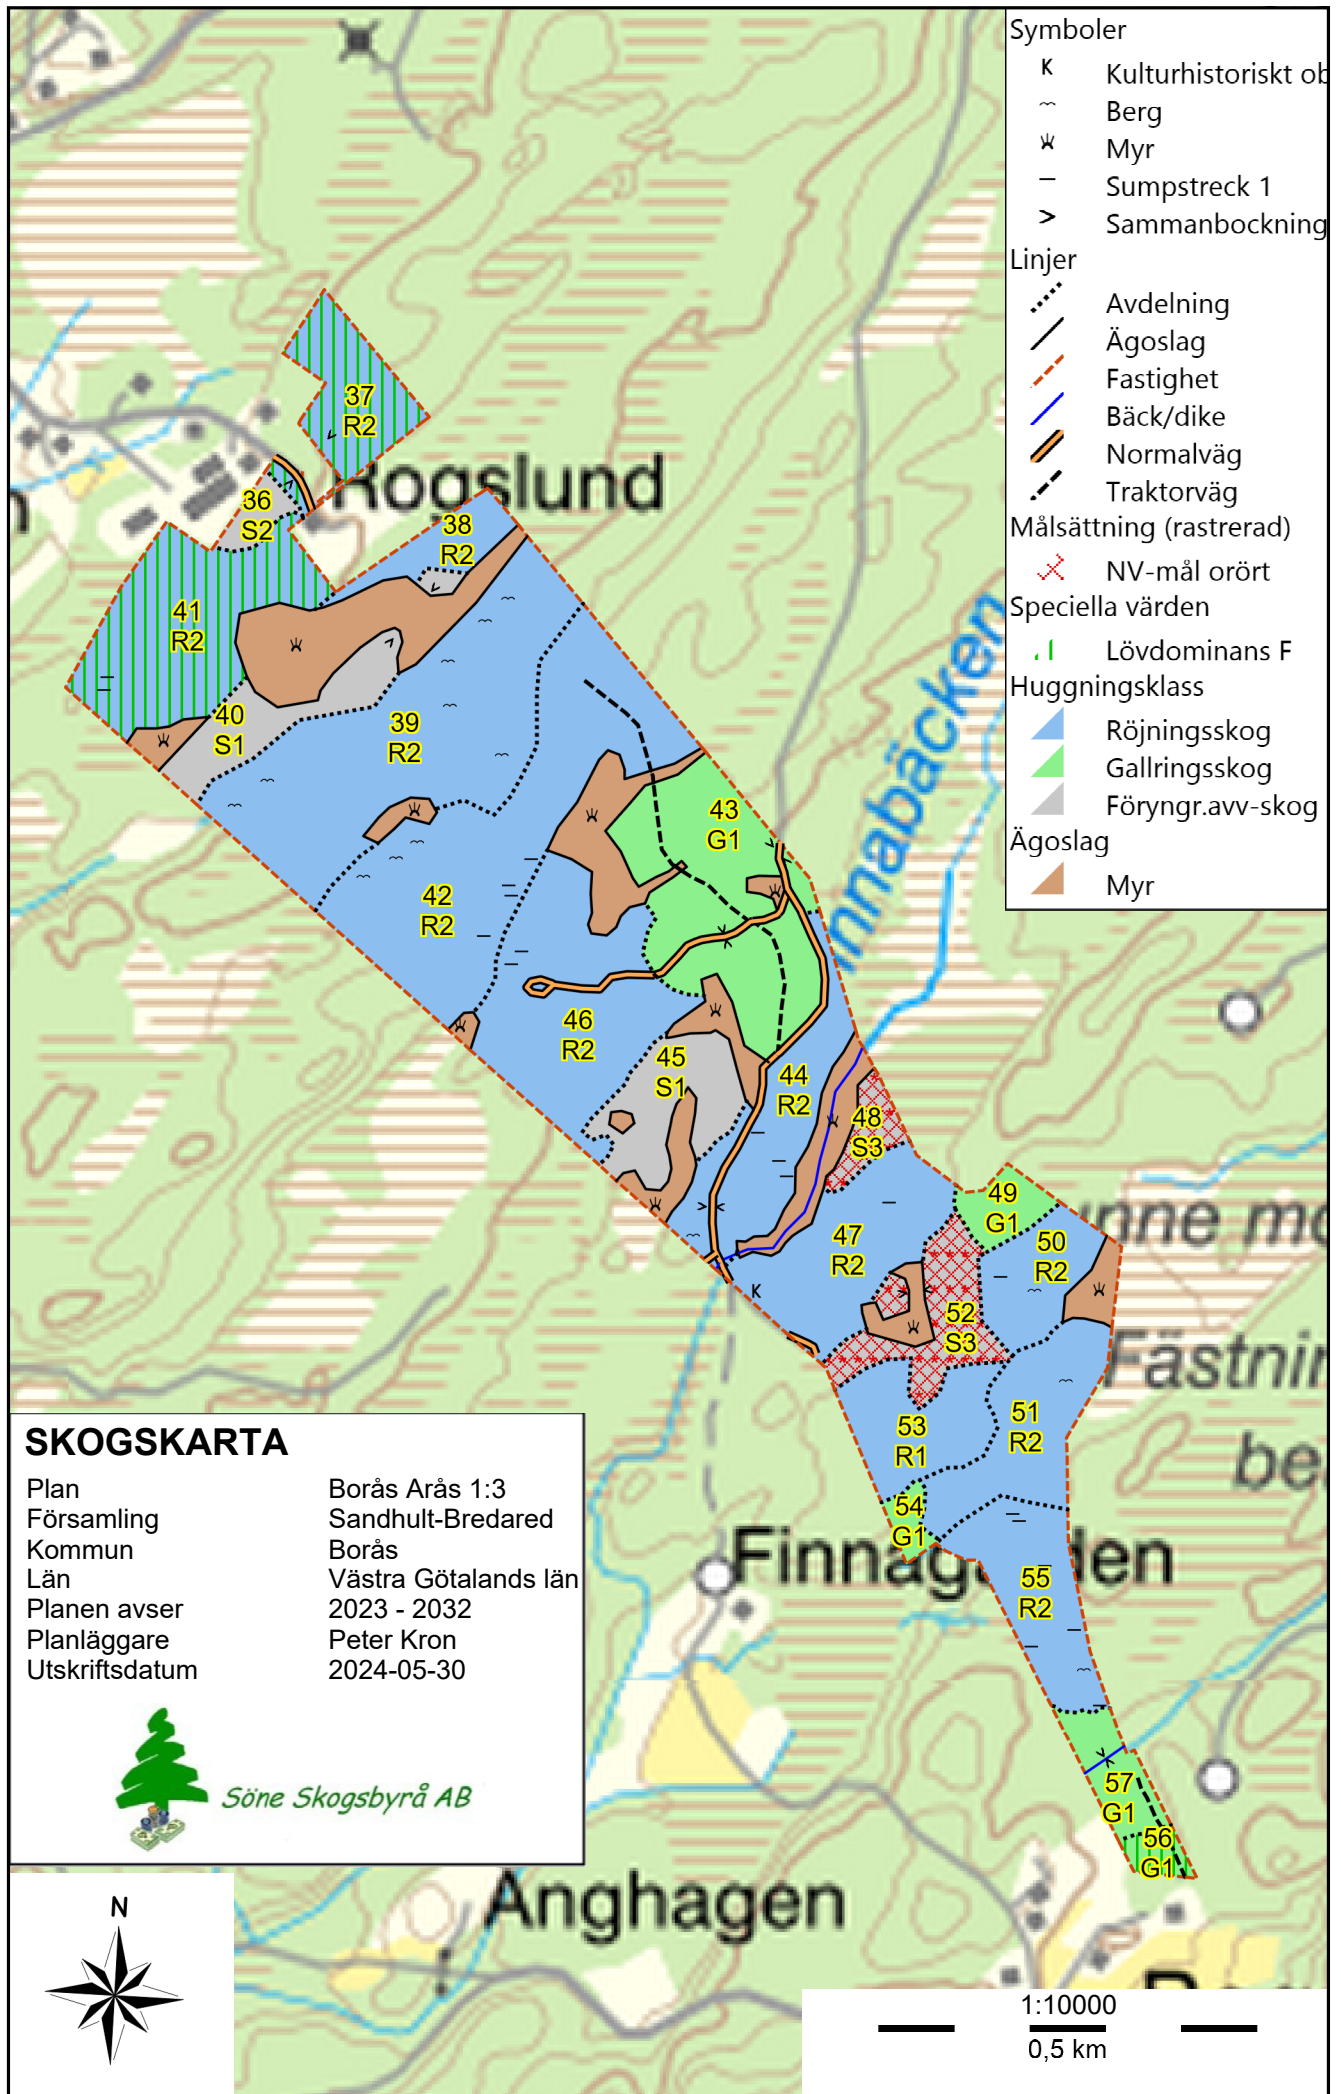 Symboler
K Kulturhistoriskt ob
Berg
Myr
Sumpstreck 1
Sammanbockning
Linjer
Avdelning
Ägoslag
Fastighet
Bäck/dike
Normalväg
Traktorväg
Målsättning (rastrerad)
NV-mål orört
Speciella värden
Lövdominans F
Huggningsklass
Röjningsskog
Gallringsskog
Föryngr.avv-skog
Ägoslag
Myr
37
R2
Rogslund
36
S2
38
R2
41
R2
40
S1
39
R2
43
G1
innabäcken
42
R2
46
R2
45
S1
44
R2
48
S3
49
G1
47
R2
50
R2
K
52
S3
Fästnin
be
51
R2
53
R1
54
G1
55
R2
57
G1
56
G1
SKOGSKARTA
Plan Borås Arås 1:3
Församling Sandhult-Bredared
Kommun Borås
Län Västra Götalands län
Planen avser 2023 - 2032
Planläggare Peter Kron
Utskriftsdatum 2024-05-30
Söne Skogsbyrå AB
Anghagen
N
1:10000
0,5 km